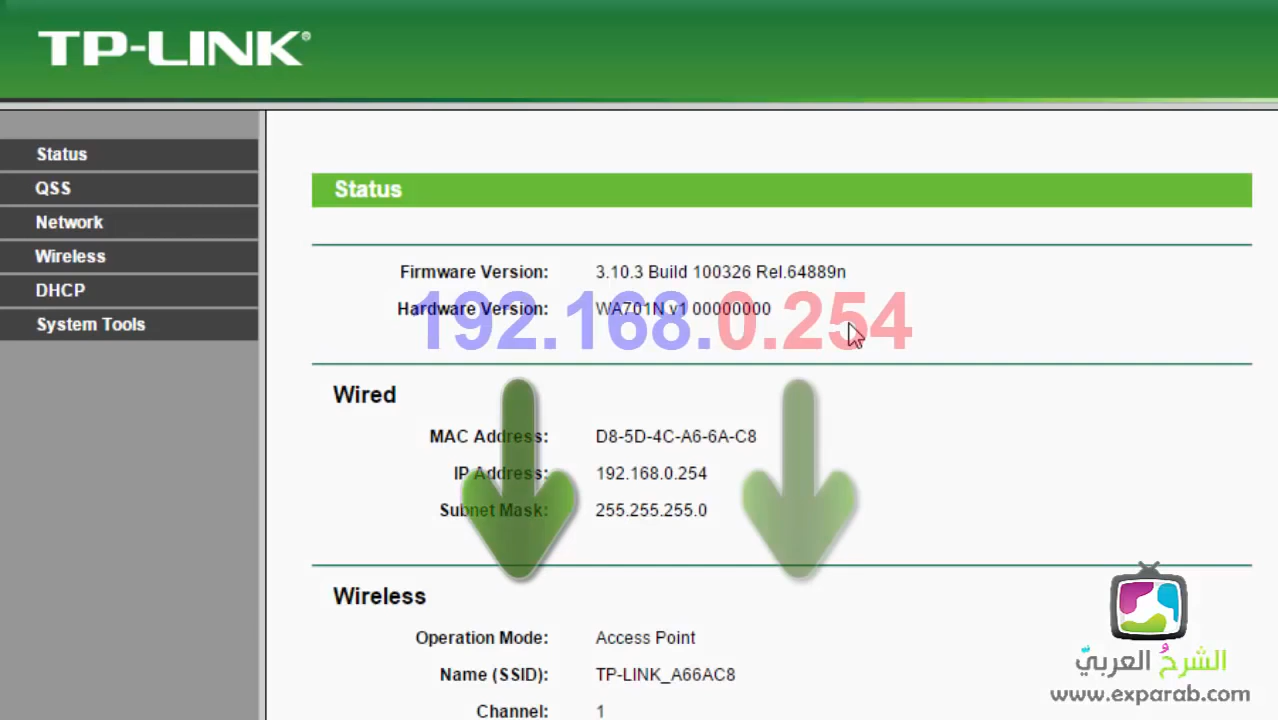 TP-LINK®
Status
QSS
Network
Wireless
DHCP
System Tools
Status
Firmware Version: 3.10.3 Build 100326 Rel.64889n
Hardware Version: WA701N v1 00000000
192.168.0.254
Wired
MAC Address: D8-5D-4C-A6-6A-C8
IP Address: 192.168.0.254
Subnet Mask: 255.255.255.0
Wireless
Operation Mode: Access Point
Name (SSID): TP-LINK_A66AC8
Channel: 1
الشرحُ العربيّ
www.exparab.com